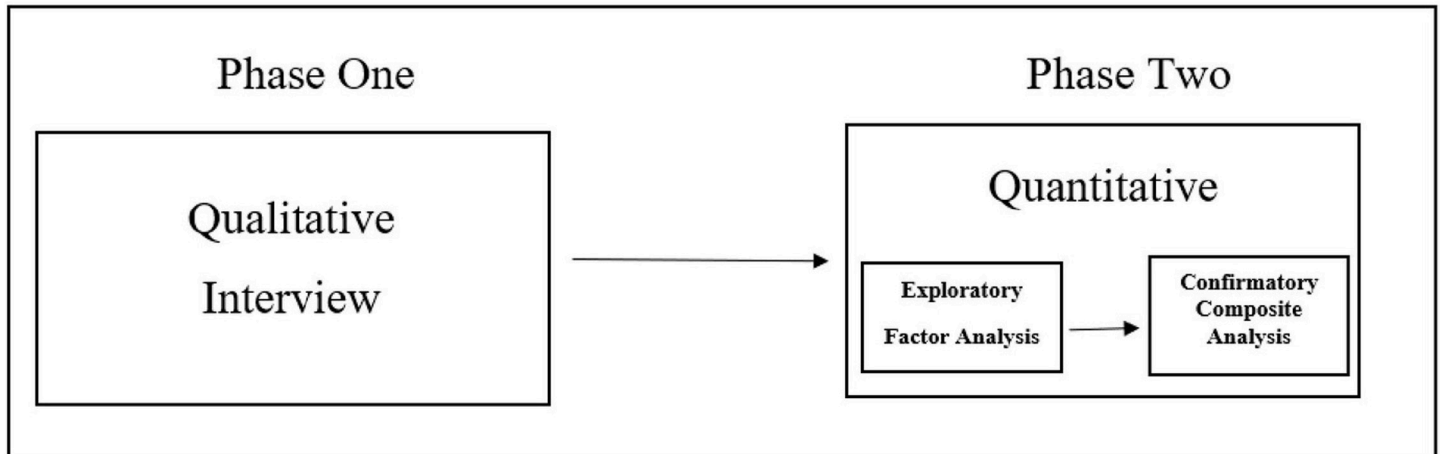 Phase One
Qualitative
Interview
Phase Two
Quantitative
Exploratory
Factor Analysis
Confirmatory
Composite
Analysis